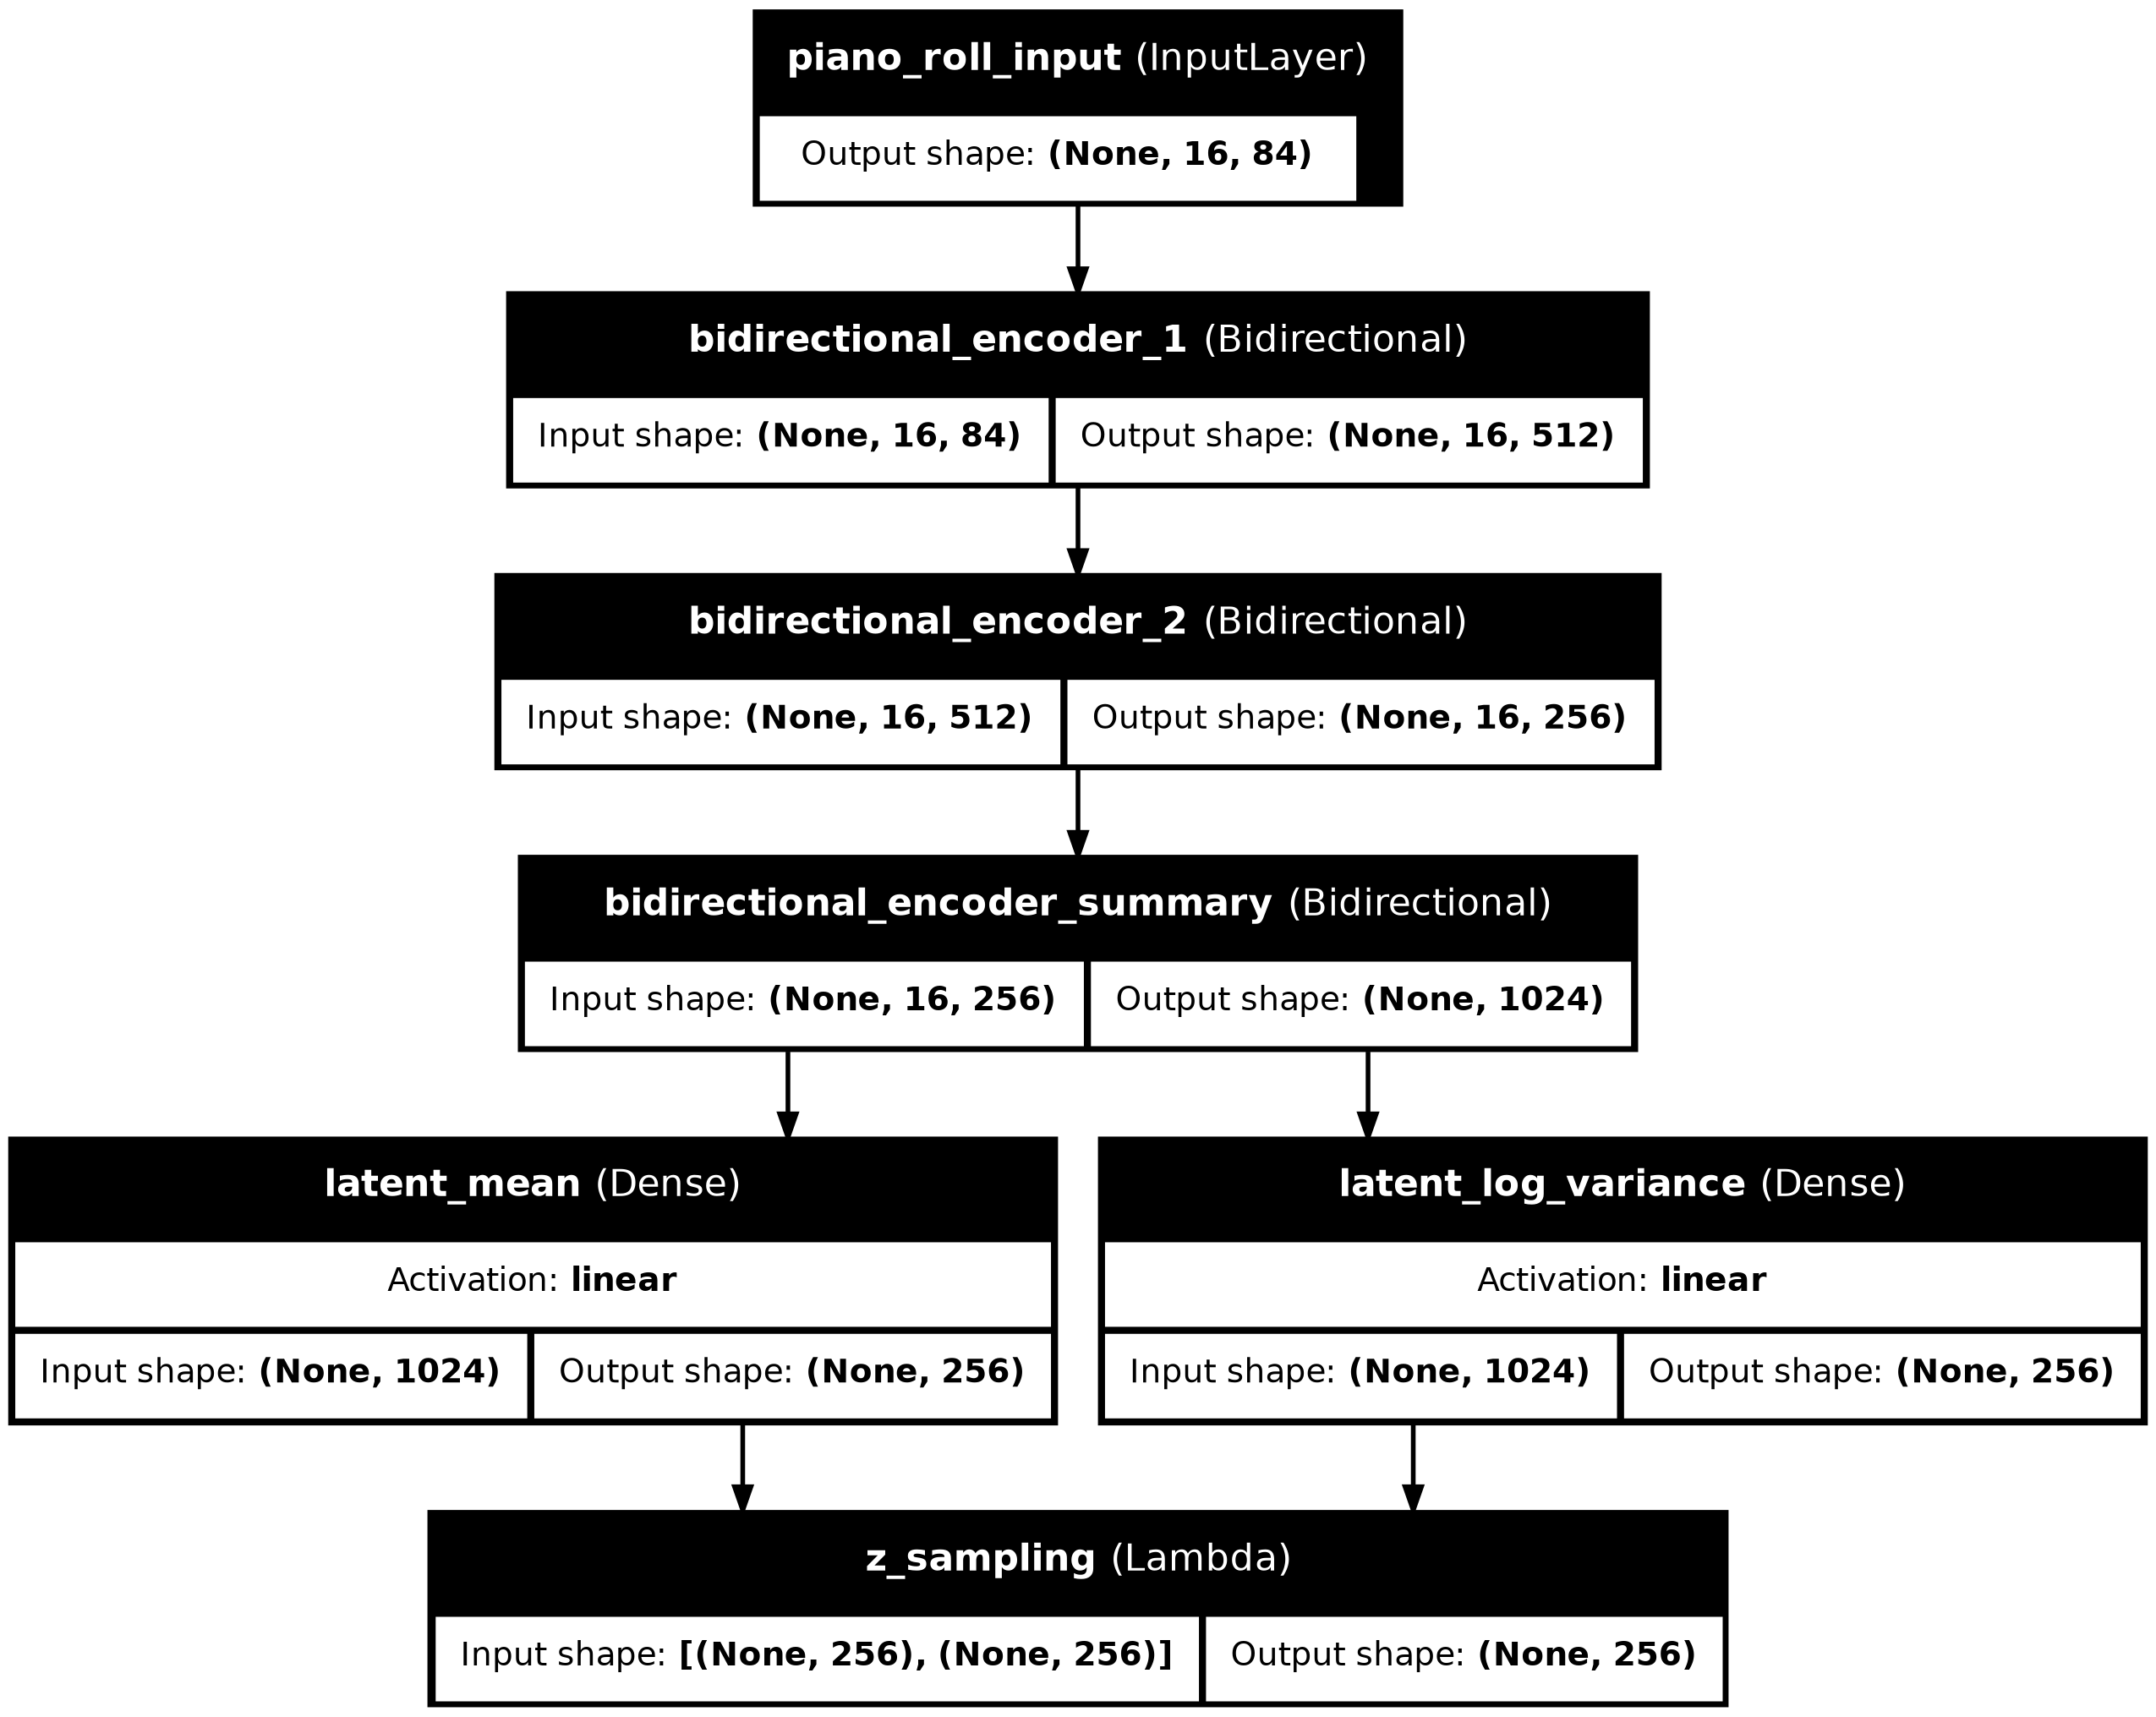 piano_roll_input (InputLayer)
Output shape: (None, 16, 84)
bidirectional_encoder_1 (Bidirectional)
Input shape: (None, 16, 84) Output shape: (None, 16, 512)
bidirectional_encoder_2 (Bidirectional)
Input shape: (None, 16, 512) Output shape: (None, 16, 256)
bidirectional_encoder_summary (Bidirectional)
Input shape: (None, 16, 256) Output shape: (None, 1024)
latent_mean (Dense)
Activation: linear
Input shape: (None, 1024) Output shape: (None, 256)
latent_log_variance (Dense)
Activation: linear
Input shape: (None, 1024) Output shape: (None, 256)
z_sampling (Lambda)
Input shape: [(None, 256), (None, 256)] Output shape: (None, 256)